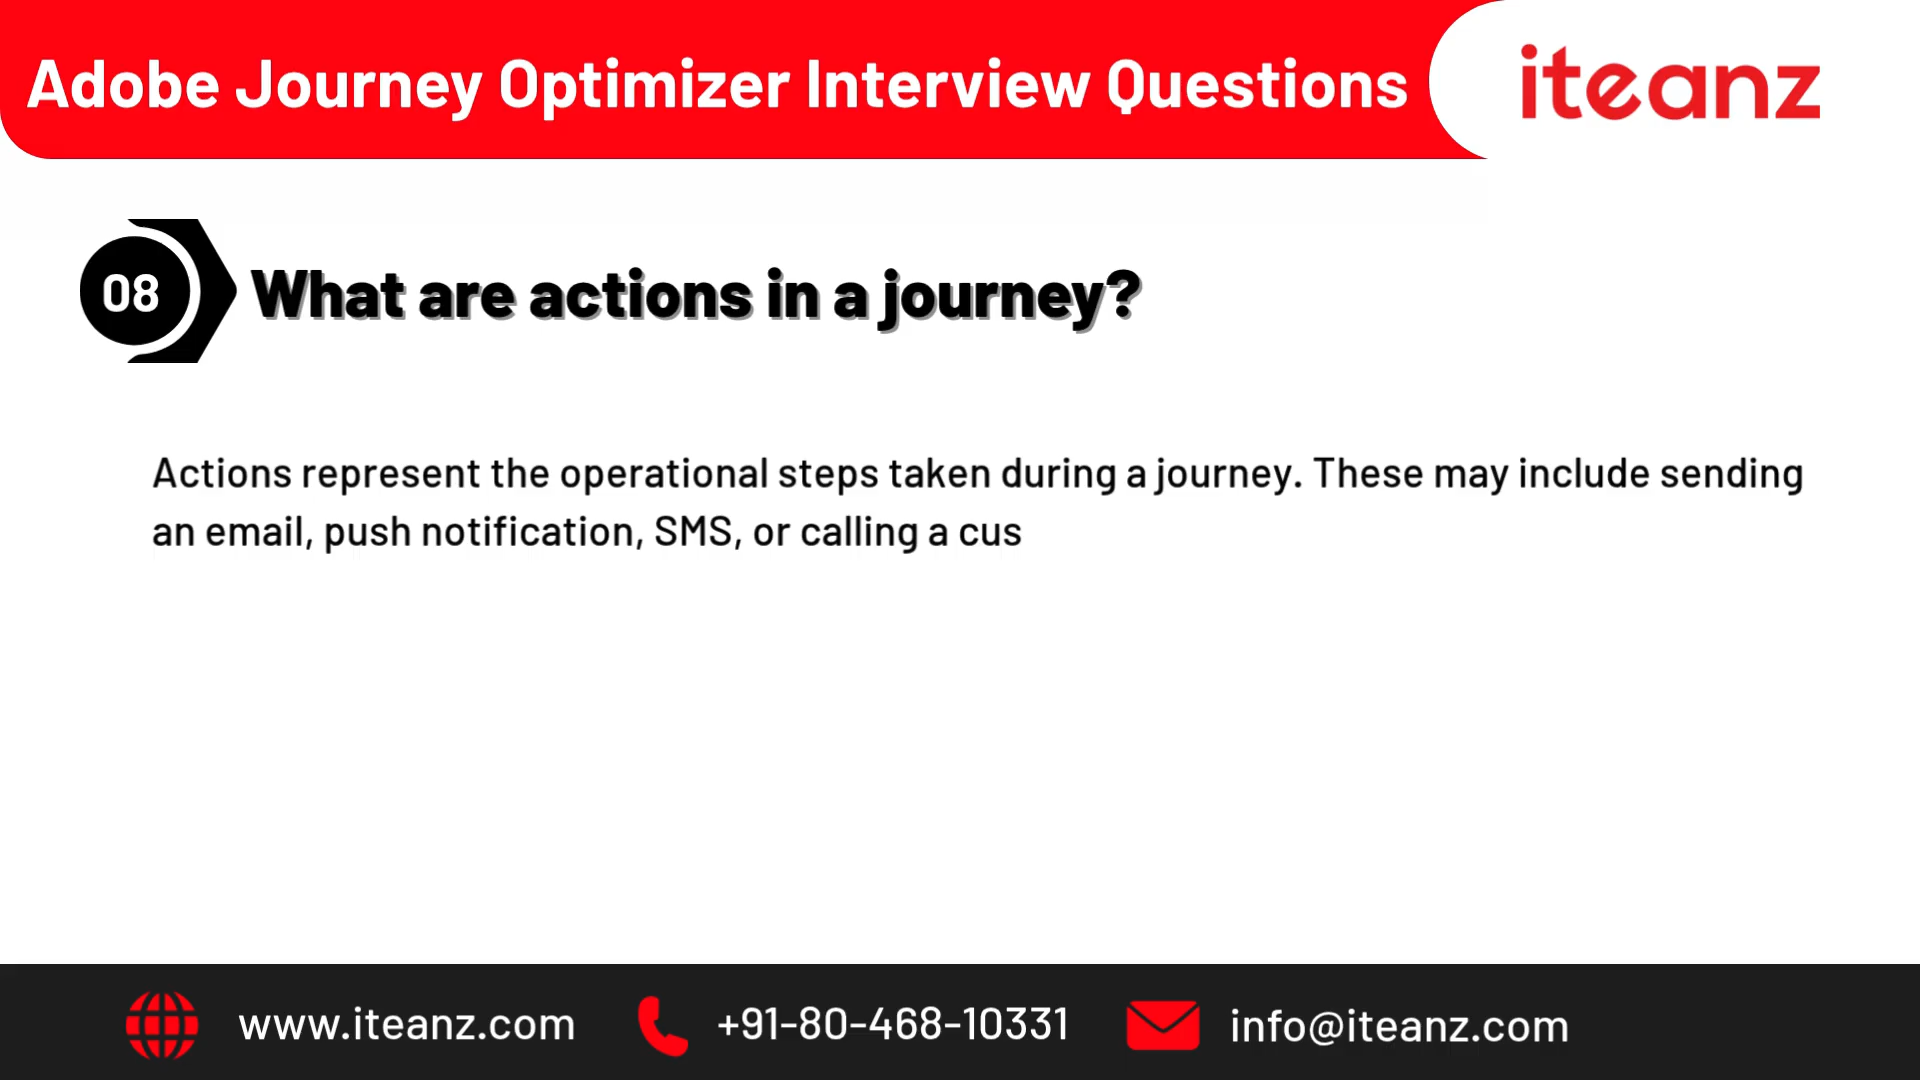 Adobe Journey Optimizer Interview Questions
iteanz
08
What are actions in a journey?
Actions represent the operational steps taken during a journey. These may include sending
an email, push notification, SMS, or calling a cus
www.iteanz.com
+91-80-468-10331
info@iteanz.com